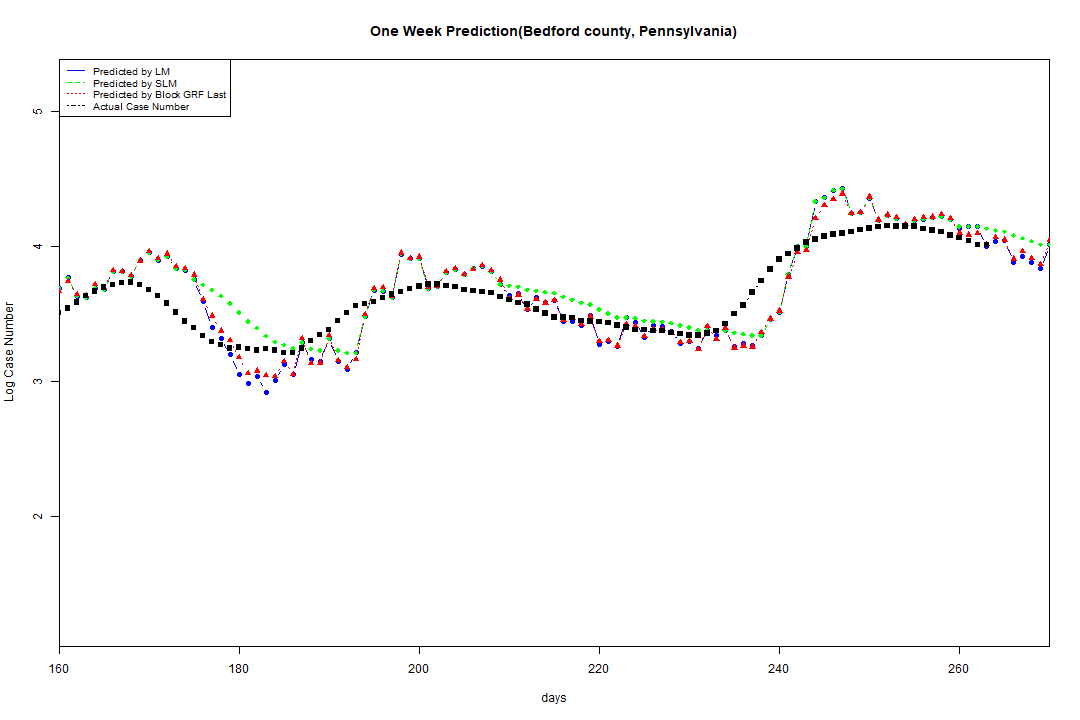 One Week Prediction(Bedford county, Pennsylvania)
Predicted by LM
Predicted by SLM
Predicted by Block GRF Last
Actual Case Number
5
4
3
2
Log Case Number
160 180 200 220 240 260
days